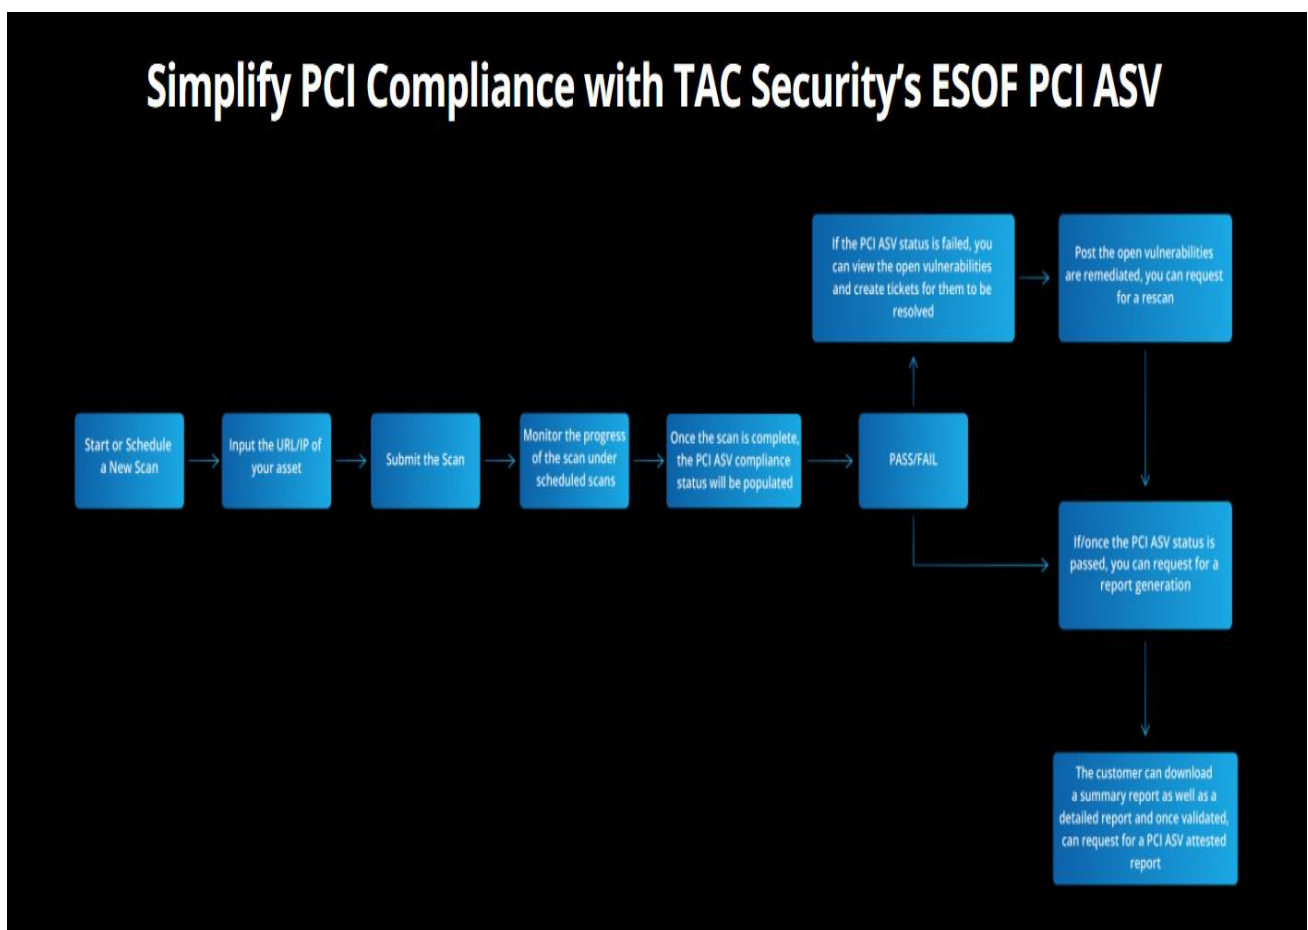 Simplify PCI Compliance with TAC Security's ESOF PCI ASV
Start or Schedule
a New Scan
Input the URL/IP of
your asset
Submit the Scan
Monitor the progress
of the scan under
scheduled scans
Once the scan is complete,
the PCI ASV compliance
status will be populated
PASS/FAIL
If the PCI ASV status is failed, you
can view the open vulnerabilities
and create tickets for them to be
resolved
Post the open vulnerabilities
are remediated, you can request
for a rescan
If/once the PCI ASV status is
passed, you can request for a
report generation
The customer can download
a summary report as well as a
detailed report and once validated,
can request for a PCI ASV attested
report